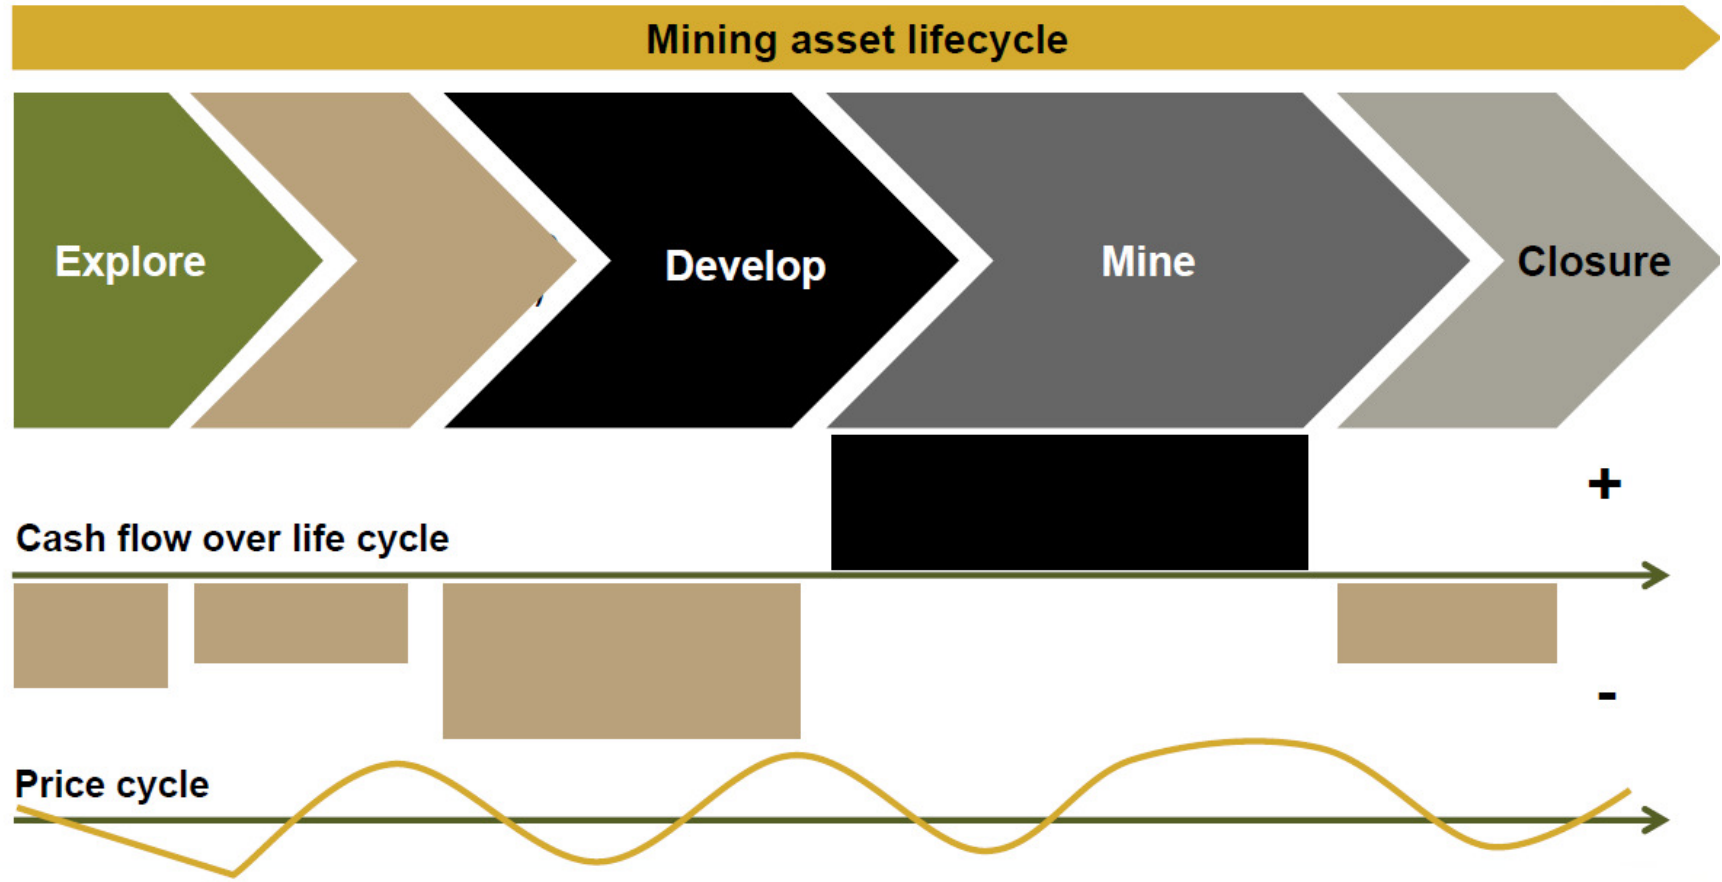 Mining asset lifecycle
Explore
Develop
Mine
Closure
+
Cash flow over life cycle
-
Price cycle